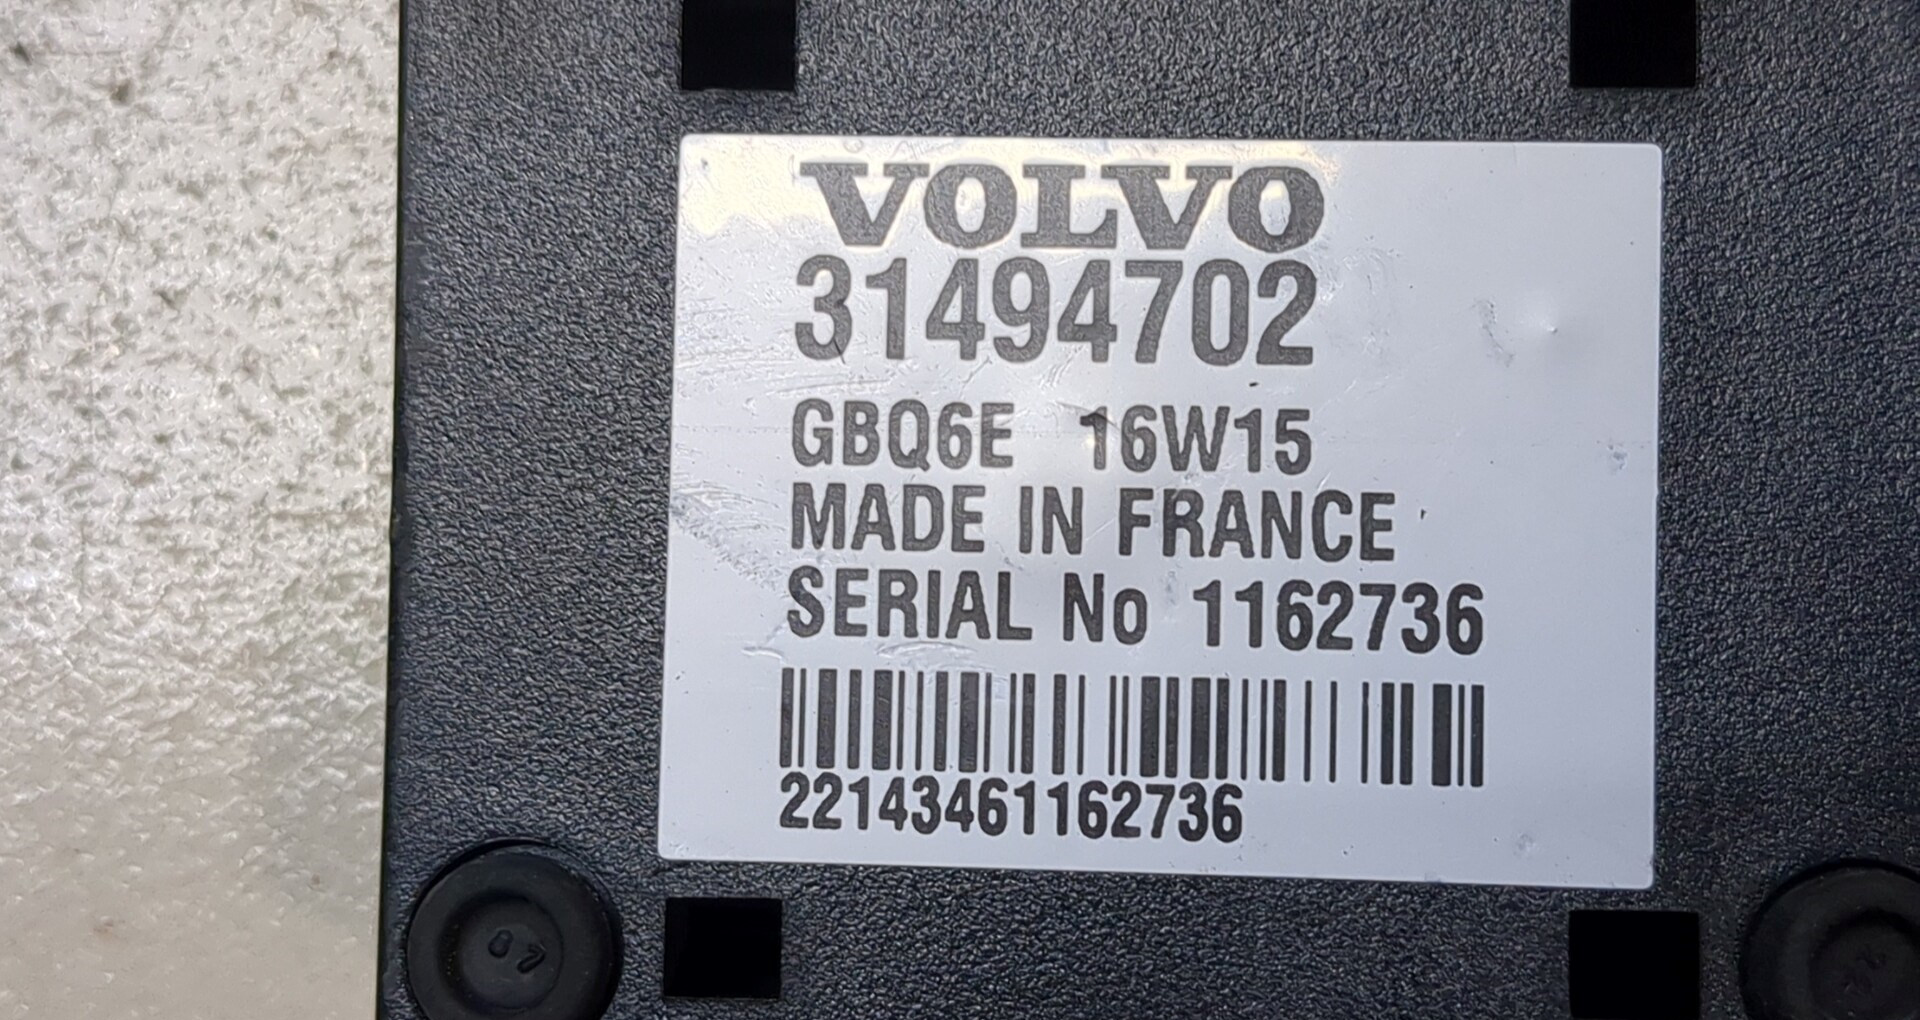 VOLVO
31494702
GBQ6E 16W15
MADE IN FRANCE
SERIAL No 1162736
22143461162736